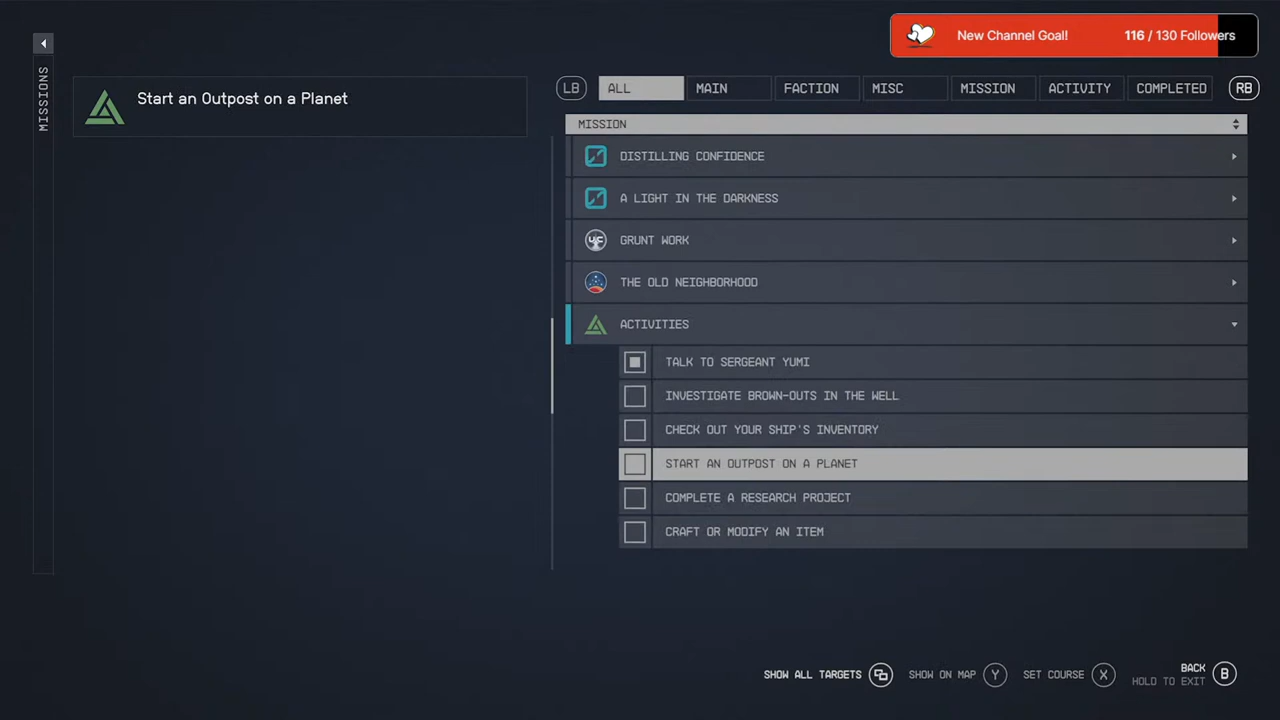 New Channel Goal! 116 / 130 Followers
MISSIONS
Start an Outpost on a Planet
LB ALL MAIN FACTION MISC MISSION ACTIVITY COMPLETED RB
MISSION
DISTILLING CONFIDENCE
A LIGHT IN THE DARKNESS
UC GRUNT WORK
THE OLD NEIGHBORHOOD
ACTIVITIES
TALK TO SERGEANT YUMI
INVESTIGATE BROWN-OUTS IN THE WELL
CHECK OUT YOUR SHIP'S INVENTORY
START AN OUTPOST ON A PLANET
COMPLETE A RESEARCH PROJECT
CRAFT OR MODIFY AN ITEM
SHOW ALL TARGETS SHOW ON MAP Y SET COURSE X BACK B
HOLD TO EXIT